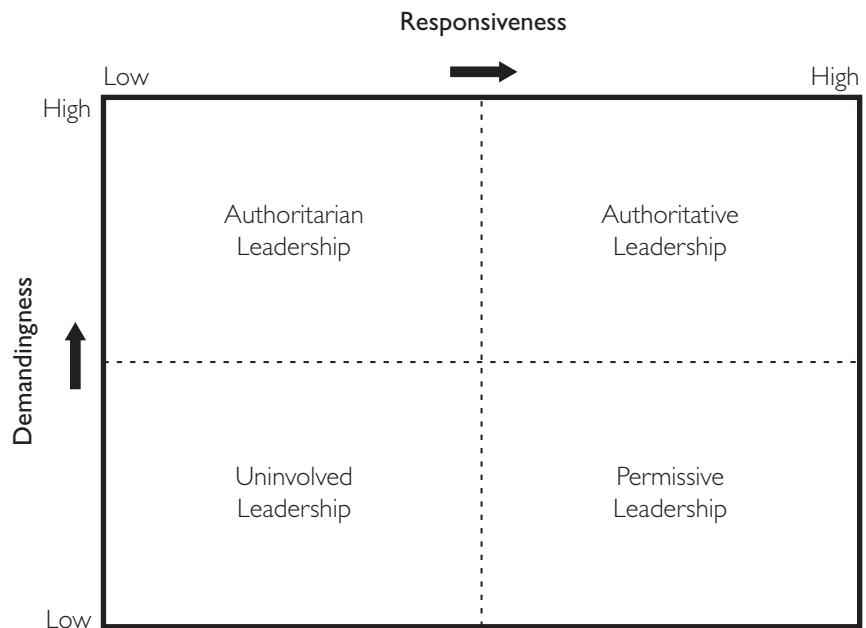 Responsiveness
Low
High
High
Authoritarian
Leadership
Authoritative
Leadership
Demandingness
Uninvolved
Leadership
Permissive
Leadership
Low